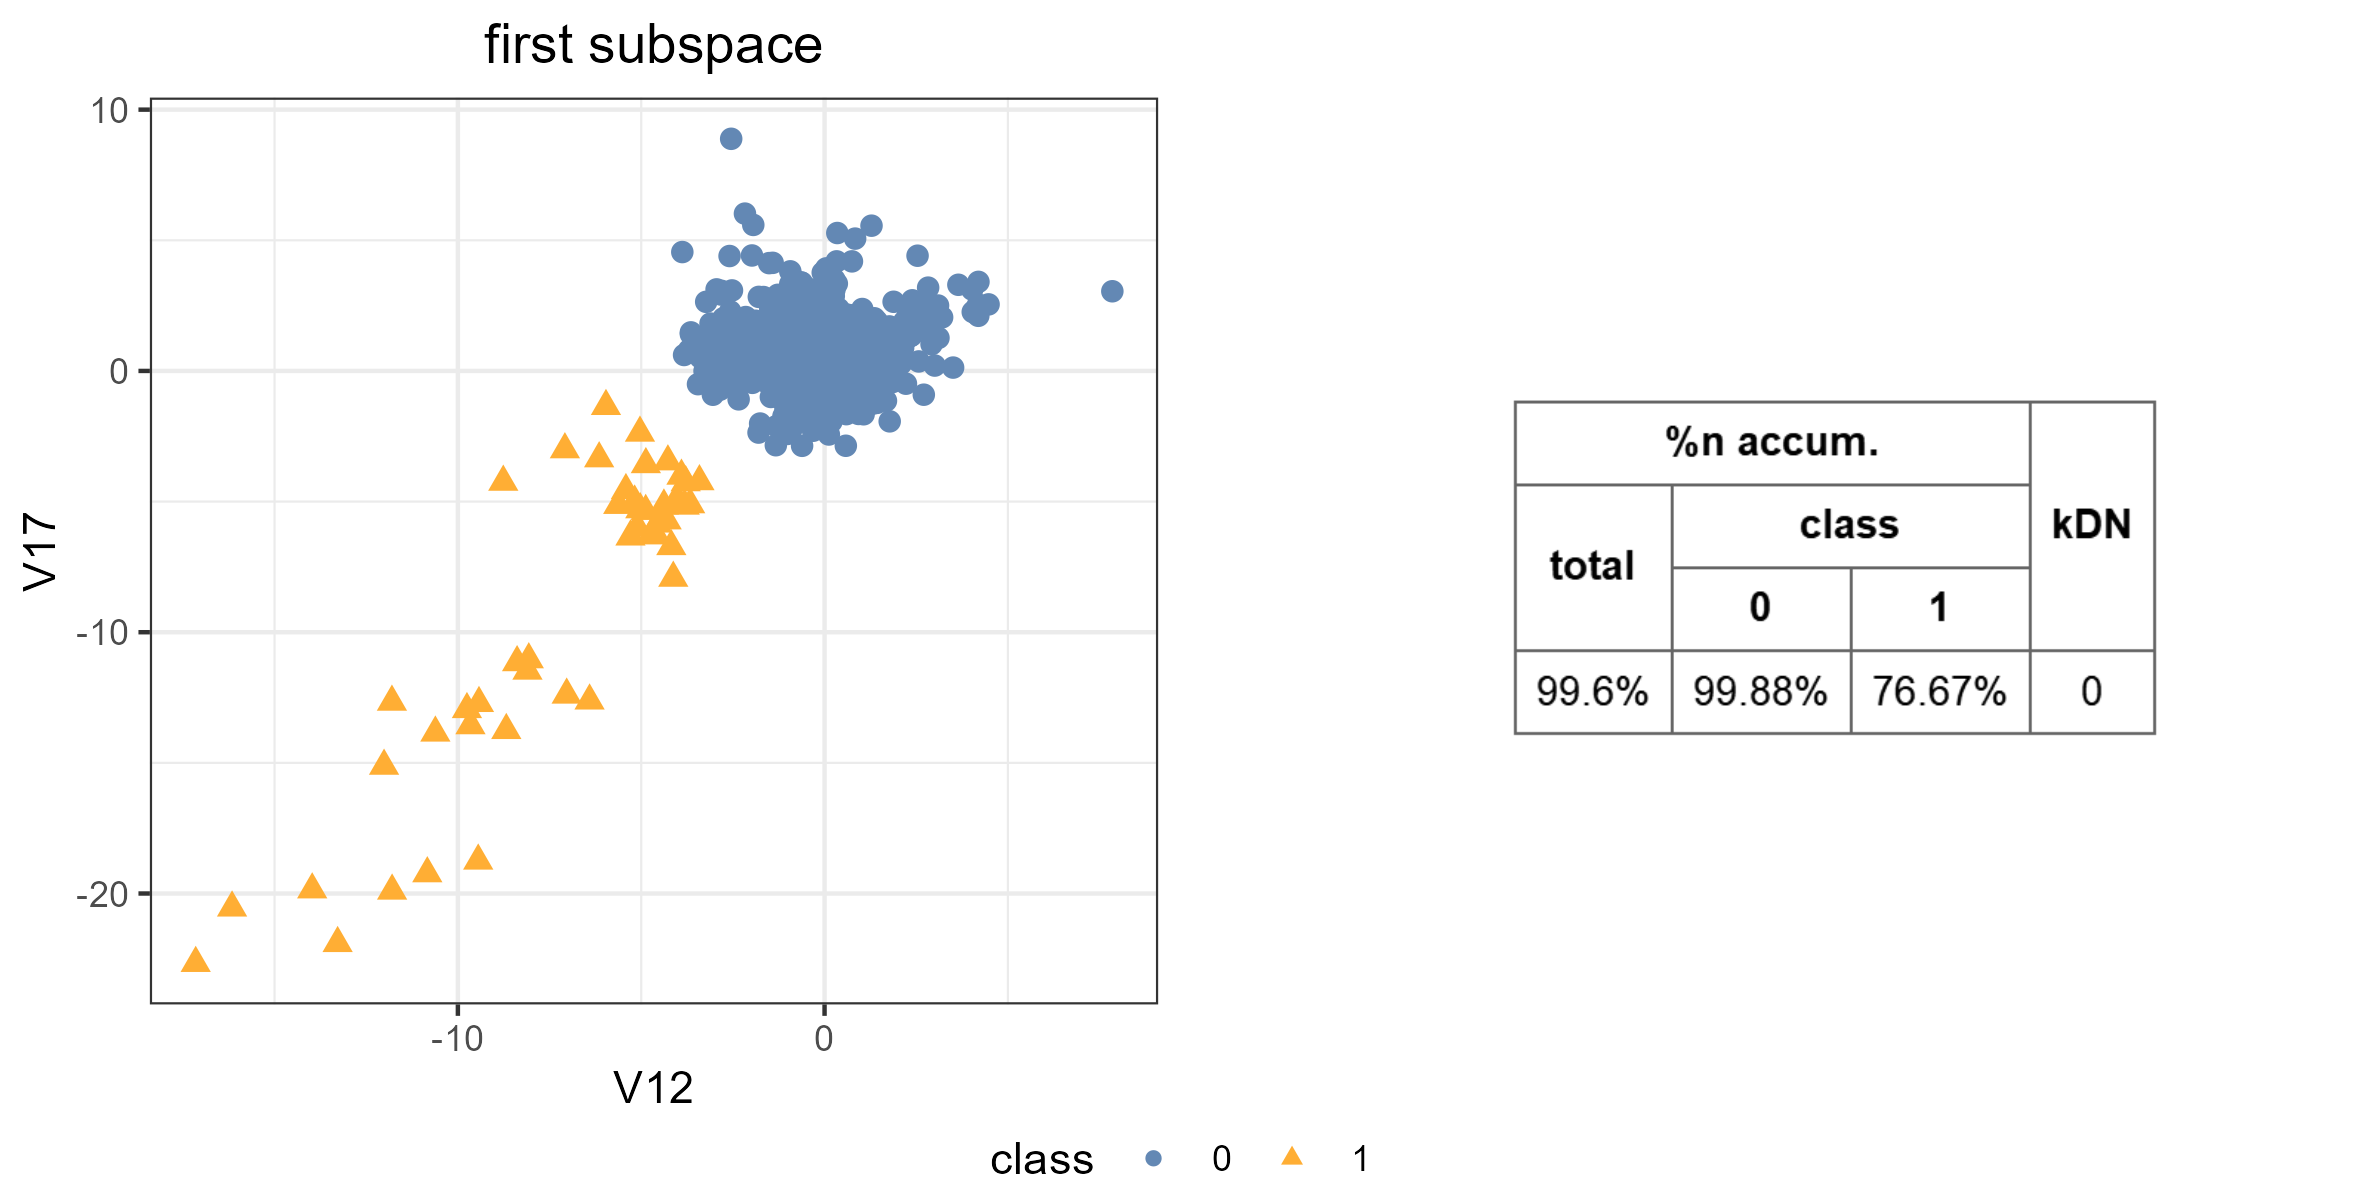 first subspace
10
0
-10
-20
V17
-10 0
V12
%n accum.
kDN
total
class
0 1
99.6% 99.88% 76.67% 0
class 0 1